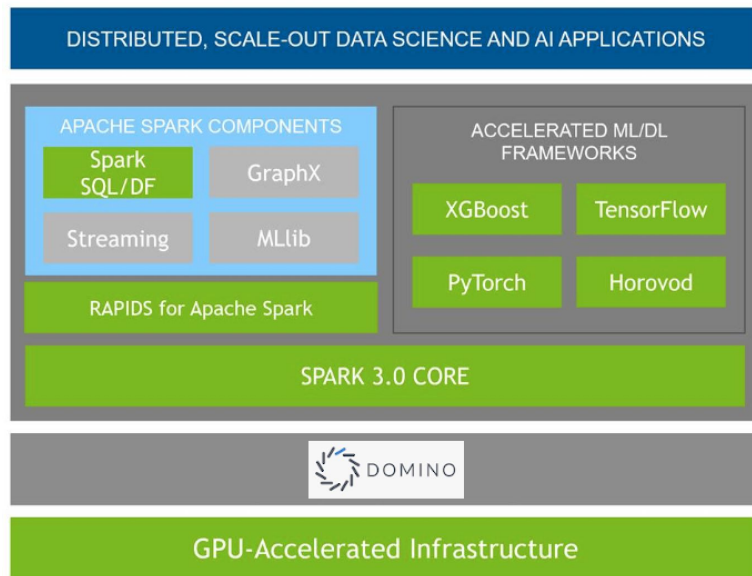 DISTRIBUTED, SCALE-OUT DATA SCIENCE AND AI APPLICATIONS
APACHE SPARK COMPONENTS
Spark
SQL/DF
GraphX
Streaming
MLlib
RAPIDS for Apache Spark
ACCELERATED ML/DL
FRAMEWORKS
XGBoost
TensorFlow
PyTorch
Horovod
SPARK 3.0 CORE
DOMINO
GPU-Accelerated Infrastructure